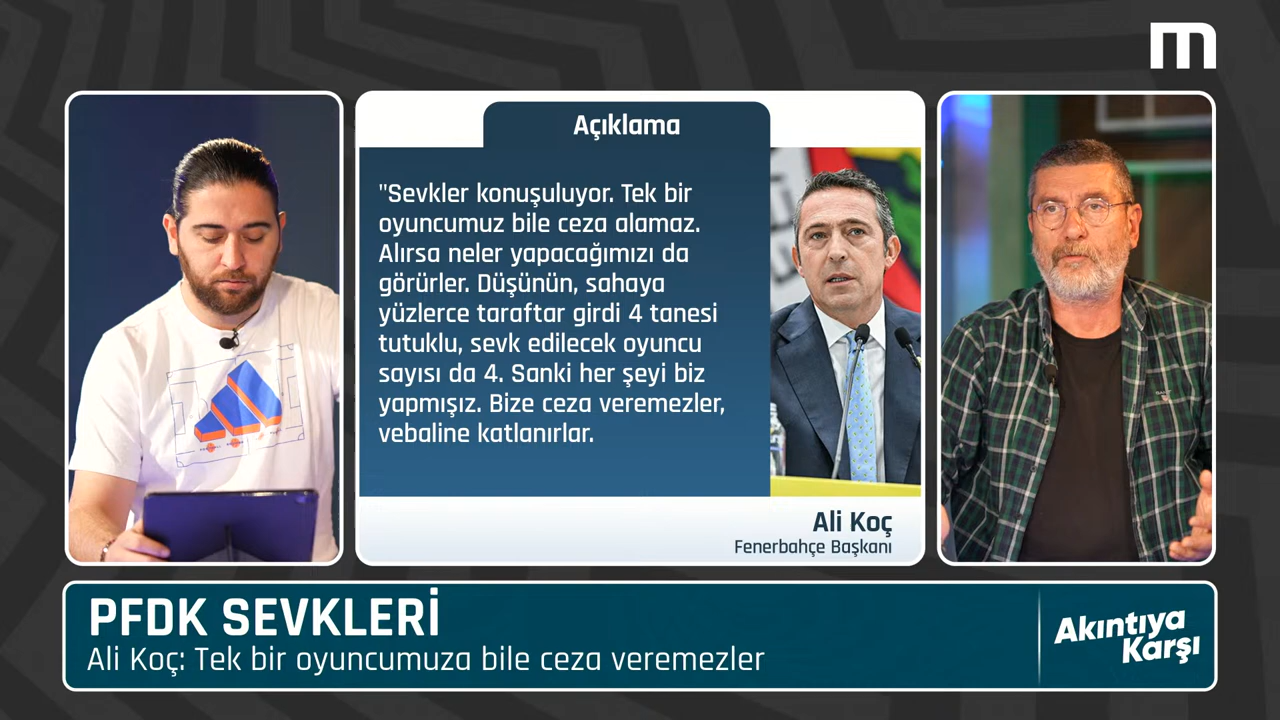 m
Açıklama
"Sevkler konuşuluyor. Tek bir
oyuncumuz bile ceza alamaz.
Alırsa neler yapacağımızı da
görürler. Düşünün, sahaya
yüzlerce taraftar girdi 4 tanesi
tutuklu, sevk edilecek oyuncu
sayısı da 4. Sanki her şeyi biz
yapmışız. Bize ceza veremezler,
vebaline katlanırlar.
Ali Koç
Fenerbahçe Başkanı
PFDK SEVKLERİ
Ali Koç: Tek bir oyuncumuza bile ceza veremezler
Akıntıya
Karşı